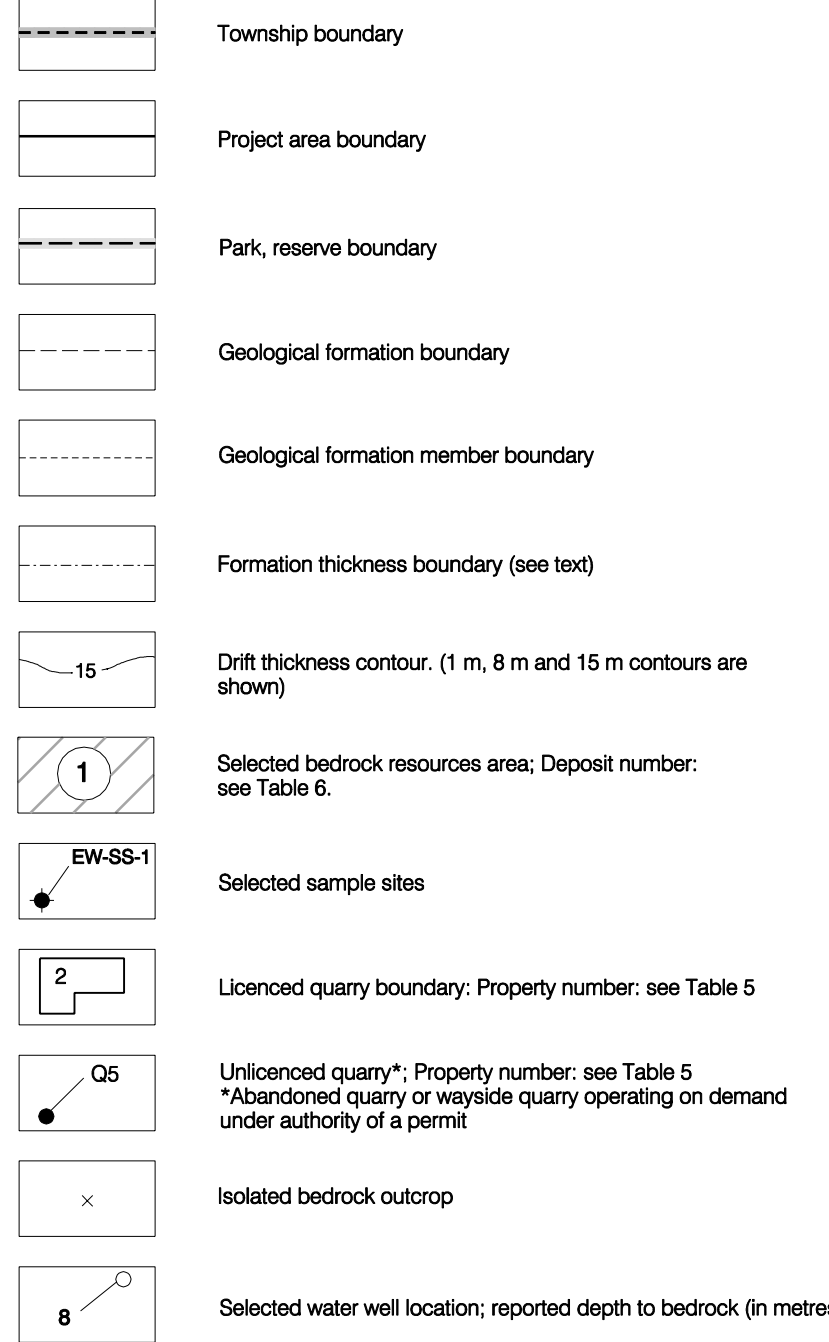 Township boundary
Project area boundary
Park, reserve boundary
Geological formation boundary
Geological formation member boundary
Formation thickness boundary (see text)
15
Drift thickness contour. (1 m, 8 m and 15 m contours are
shown)
1
Selected bedrock resources area; Deposit number:
see Table 6.
EW-SS-1
Selected sample sites
2
Licenced quarry boundary: Property number: see Table 5
Q5
Unlicenced quarry*; Property number: see Table 5
*Abandoned quarry or wayside quarry operating on demand
under authority of a permit
Isolated bedrock outcrop
8
Selected water well location; reported depth to bedrock (in metres